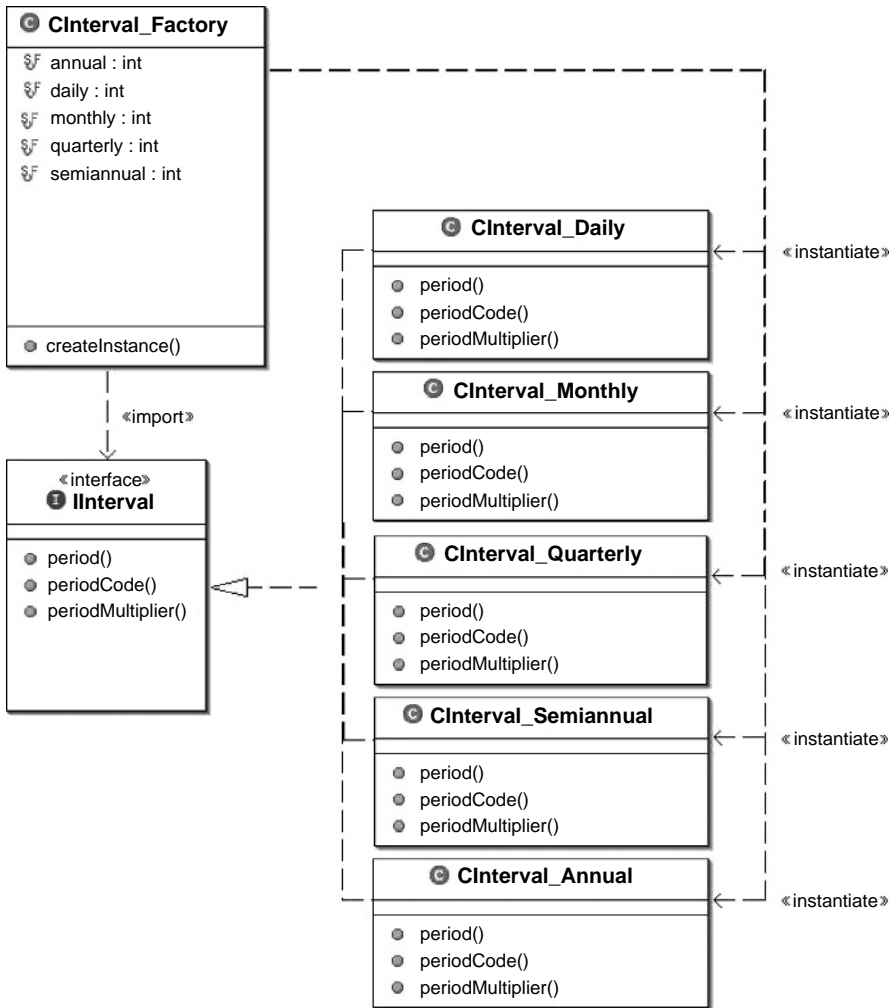 CInterval_Factory
annual : int
daily : int
monthly : int
quarterly : int
semiannual : int
createInstance()
«import»
«interface»
IInterval
period()
periodCode()
periodMultiplier()
CInterval_Daily
period()
periodCode()
periodMultiplier()
«instantiate»
CInterval_Monthly
period()
periodCode()
periodMultiplier()
«instantiate»
CInterval_Quarterly
period()
periodCode()
periodMultiplier()
«instantiate»
CInterval_Semiannual
period()
periodCode()
periodMultiplier()
«instantiate»
CInterval_Annual
period()
periodCode()
periodMultiplier()
«instantiate»